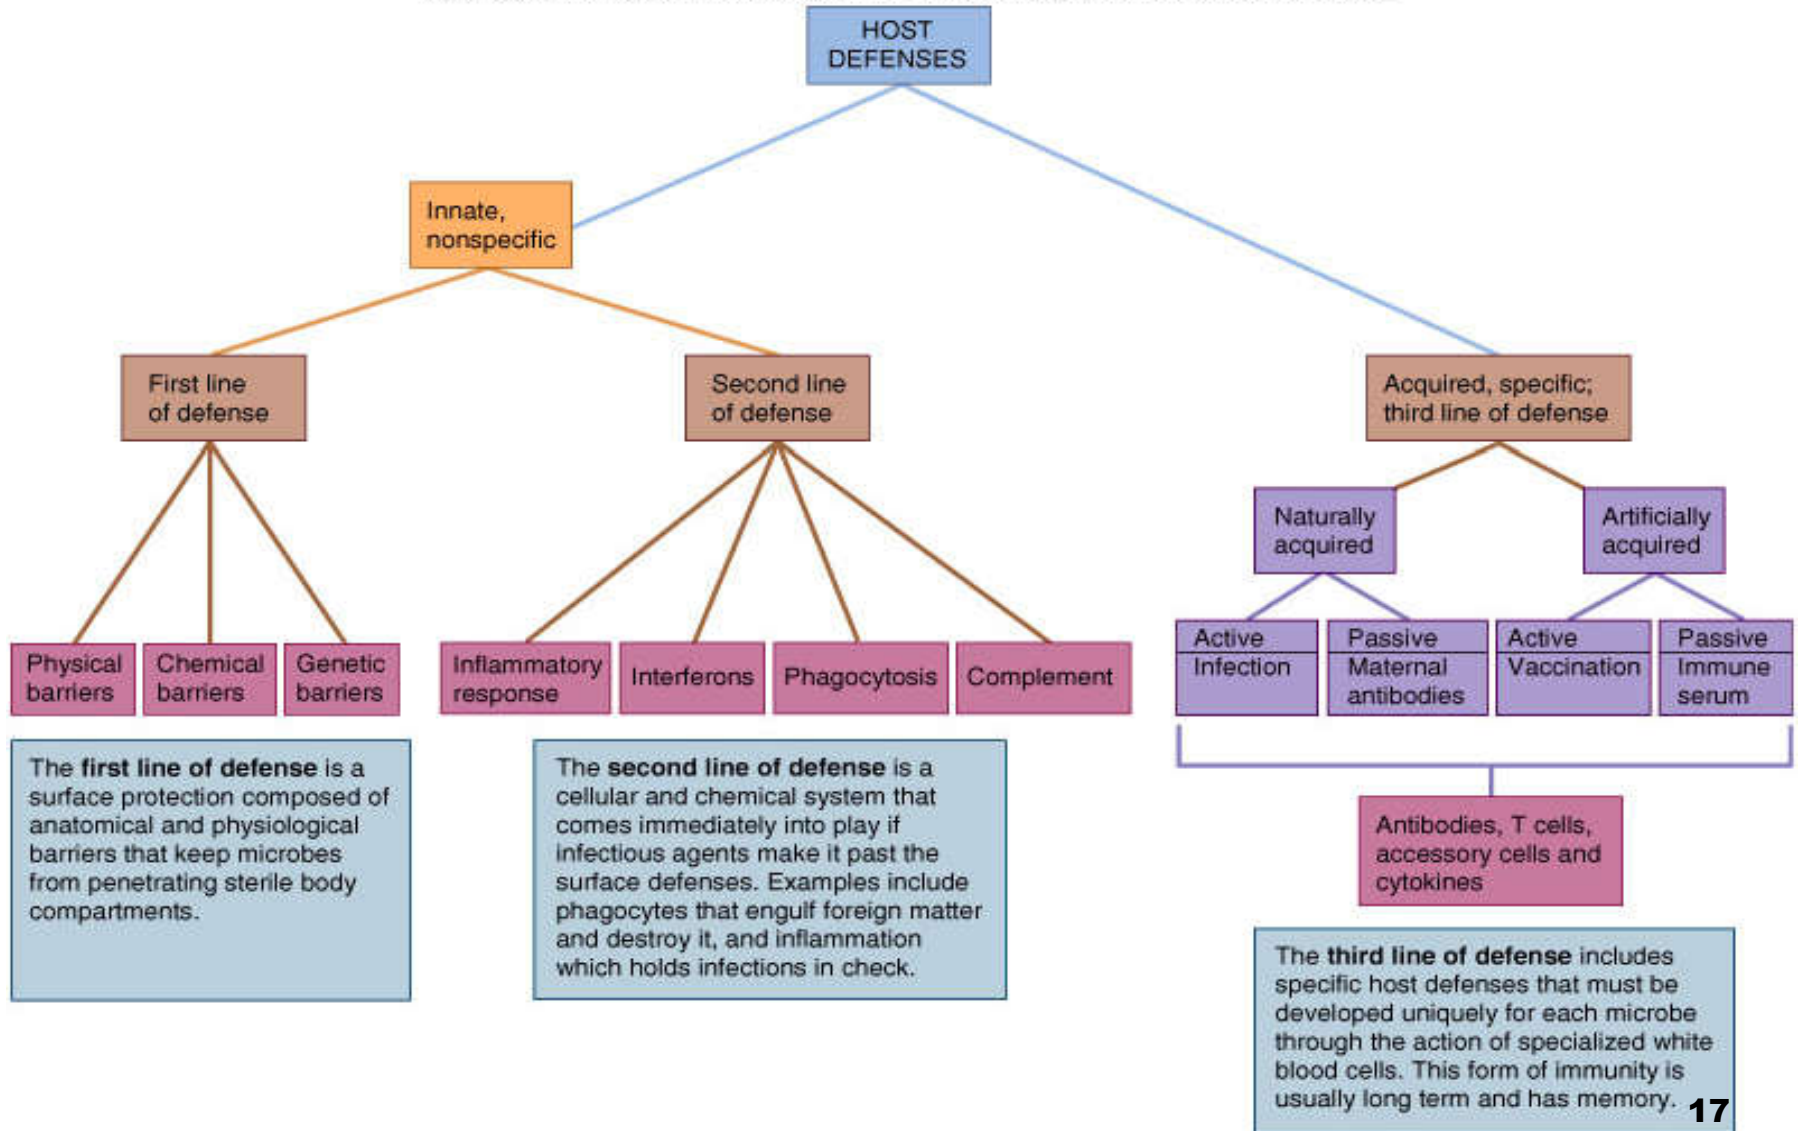 HOST
DEFENSES
Innate,
nonspecific
First line
of defense
Second line
of defense
Acquired, specific;
third line of defense
Naturally
acquired
Artificially
acquired
Physical
barriers
Chemical
barriers
Genetic
barriers
Inflammatory
response
Interferons
Phagocytosis
Complement
Active
Infection
Passive
Maternal
antibodies
Active
Vaccination
Passive
Immune
serum
The first line of defense is a
surface protection composed of
anatomical and physiological
barriers that keep microbes
from penetrating sterile body
compartments.
The second line of defense is a
cellular and chemical system that
comes immediately into play if
infectious agents make it past the
surface defenses. Examples include
phagocytes that engulf foreign matter
and destroy it, and inflammation
which holds infections in check.
Antibodies, T cells,
accessory cells and
cytokines
The third line of defense includes
specific host defenses that must be
developed uniquely for each microbe
through the action of specialized white
blood cells. This form of immunity is
usually long term and has memory.
17